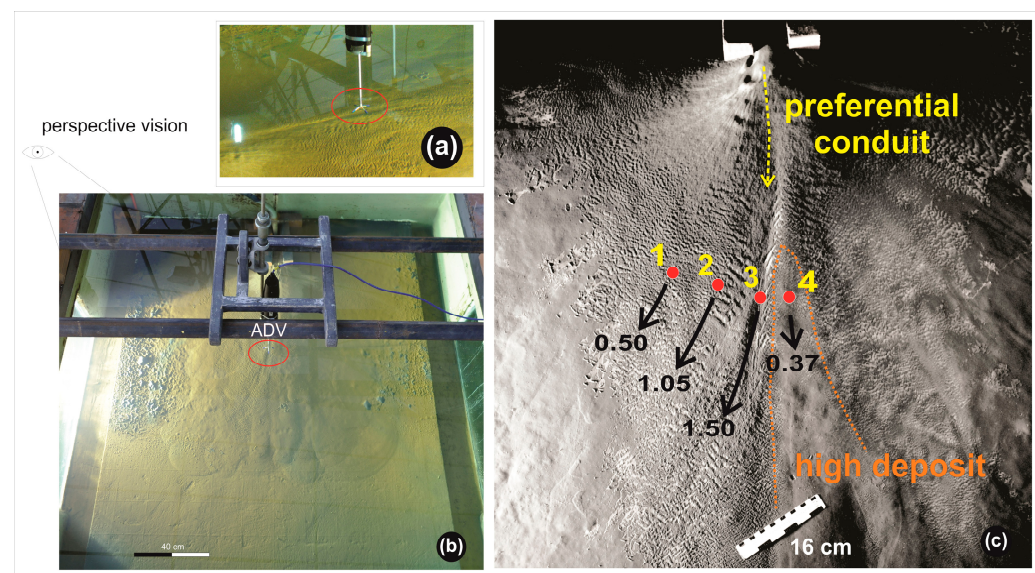 (a)
perspective vision
ADV
40 cm
(b)
preferential
conduit
1
2
3
4
0.50
1.05
1.50
0.37
high deposit
16 cm
(c)